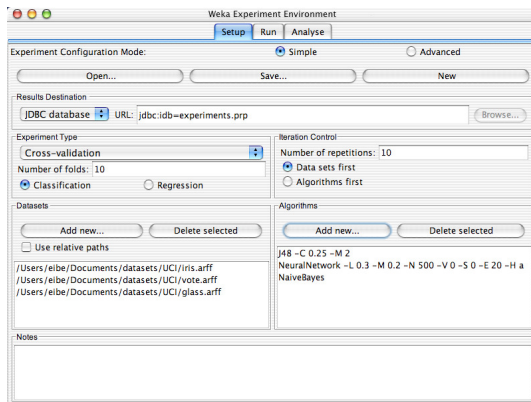 Weka Experiment Environment
Setup Run Analyse
Experiment Configuration Mode: Simple Advanced
Open... Save... New
Results Destination
JDBC database URL: jdbc:idb=experiments.prp Browse...
Experiment Type
Cross-validation
Number of folds: 10
Classification Regression
Iteration Control
Number of repetitions: 10
Data sets first
Algorithms first
Datasets
Add new... Delete selected
Use relative paths
/Users/eibe/Documents/datasets/UCI/iris.arff
/Users/eibe/Documents/datasets/UCI/vote.arff
/Users/eibe/Documents/datasets/UCI/glass.arff
Algorithms
Add new... Delete selected
J48 -C 0.25 -M 2
NeuralNetwork -L 0.3 -M 0.2 -N 500 -V 0 -S 0 -E 20 -H a
NaiveBayes
Notes